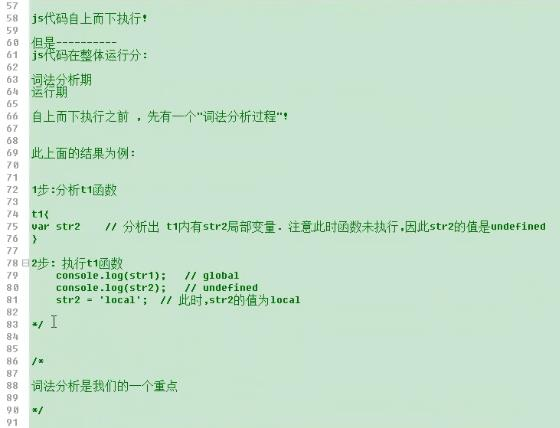 57
58 js代码自上而下执行!
59
60 但是----------
61 js代码在整体运行分:
62
63 词法分析期
64 运行期
65
66 自上而下执行之前 , 先有一个"词法分析过程"!
67
68
69 此上面的结果为例:
70
71
72 1步:分析t1函数
73
74 t1{
75 var str2 // 分析出 t1内有str2局部变量. 注意此时函数未执行,因此str2的值是undefined
76 }
77
78 2步: 执行t1函数
79 console.log(str1); // global
80 console.log(str2); // undefined
81 str2 = 'local'; // 此时,str2的值为local
82
83 */
84
85
86 /*
87
88 词法分析是我们的一个重点
89
90 */
91